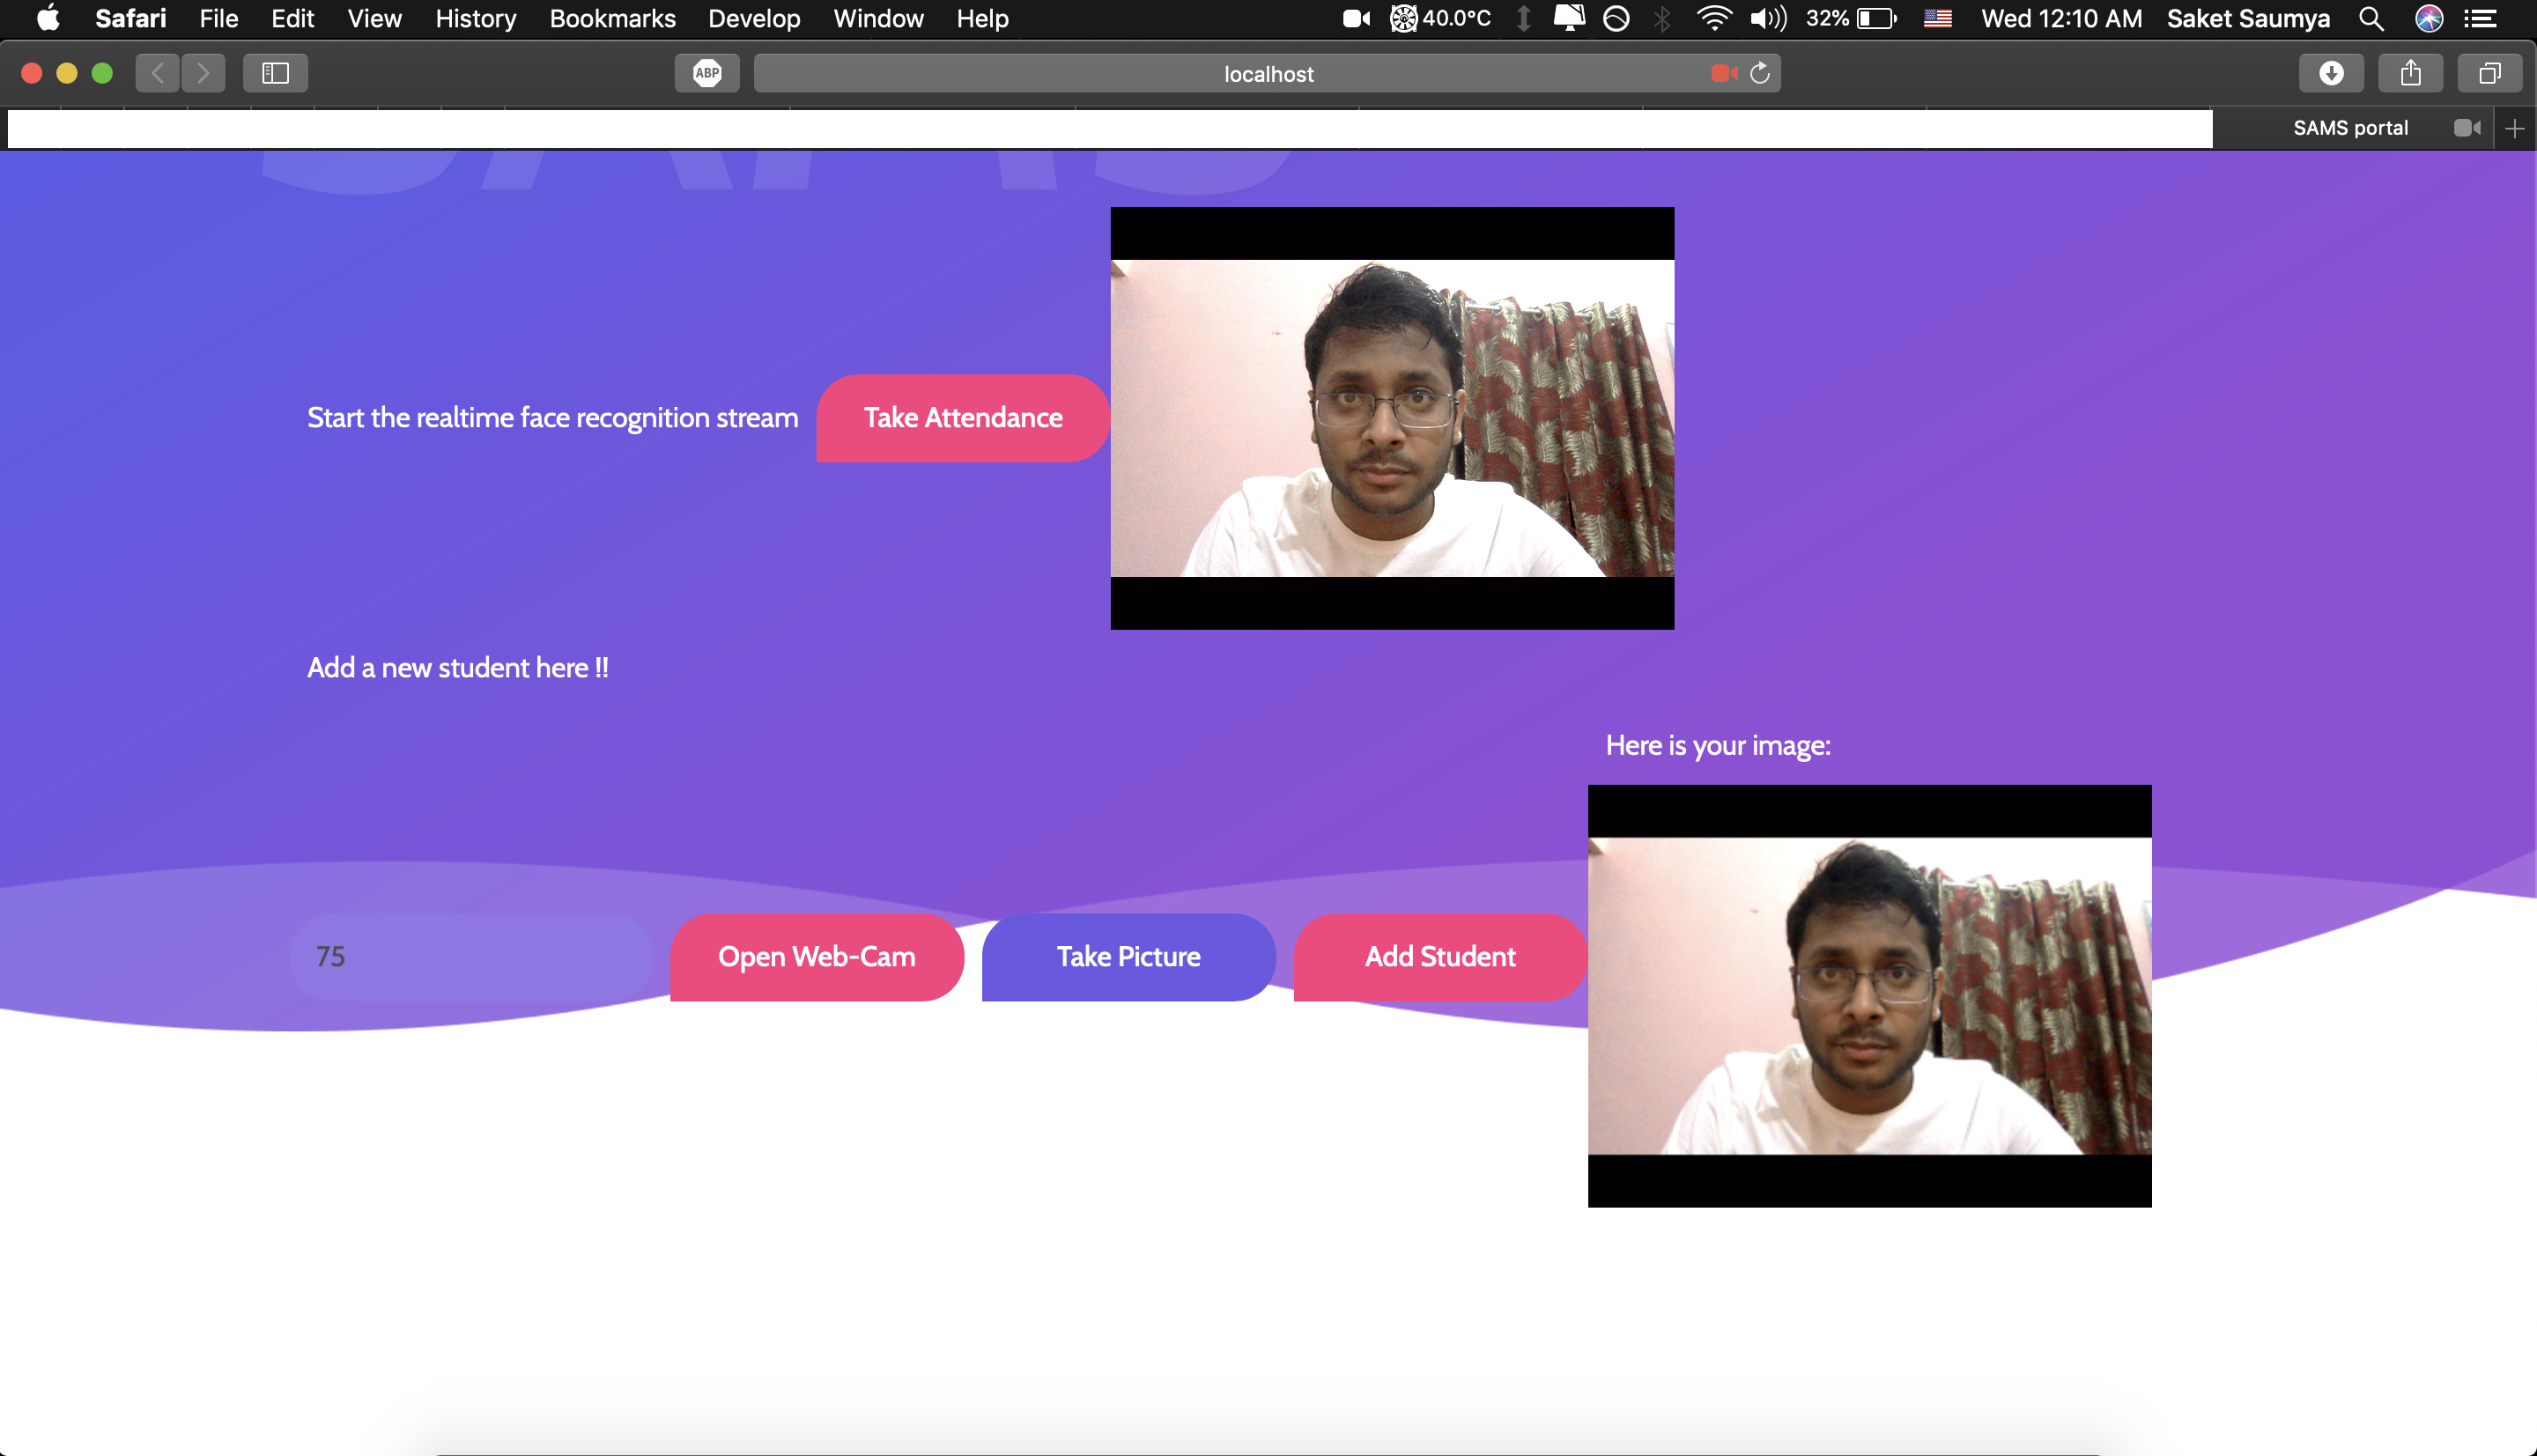 Safari File Edit View History Bookmarks Develop Window Help 40.0°C 32% Wed 12:10 AM Saket Saumya
ABP localhost
SAMS portal
SAMS
Start the realtime face recognition stream Take Attendance
Add a new student here !!
Here is your image:
75 Open Web-Cam Take Picture Add Student